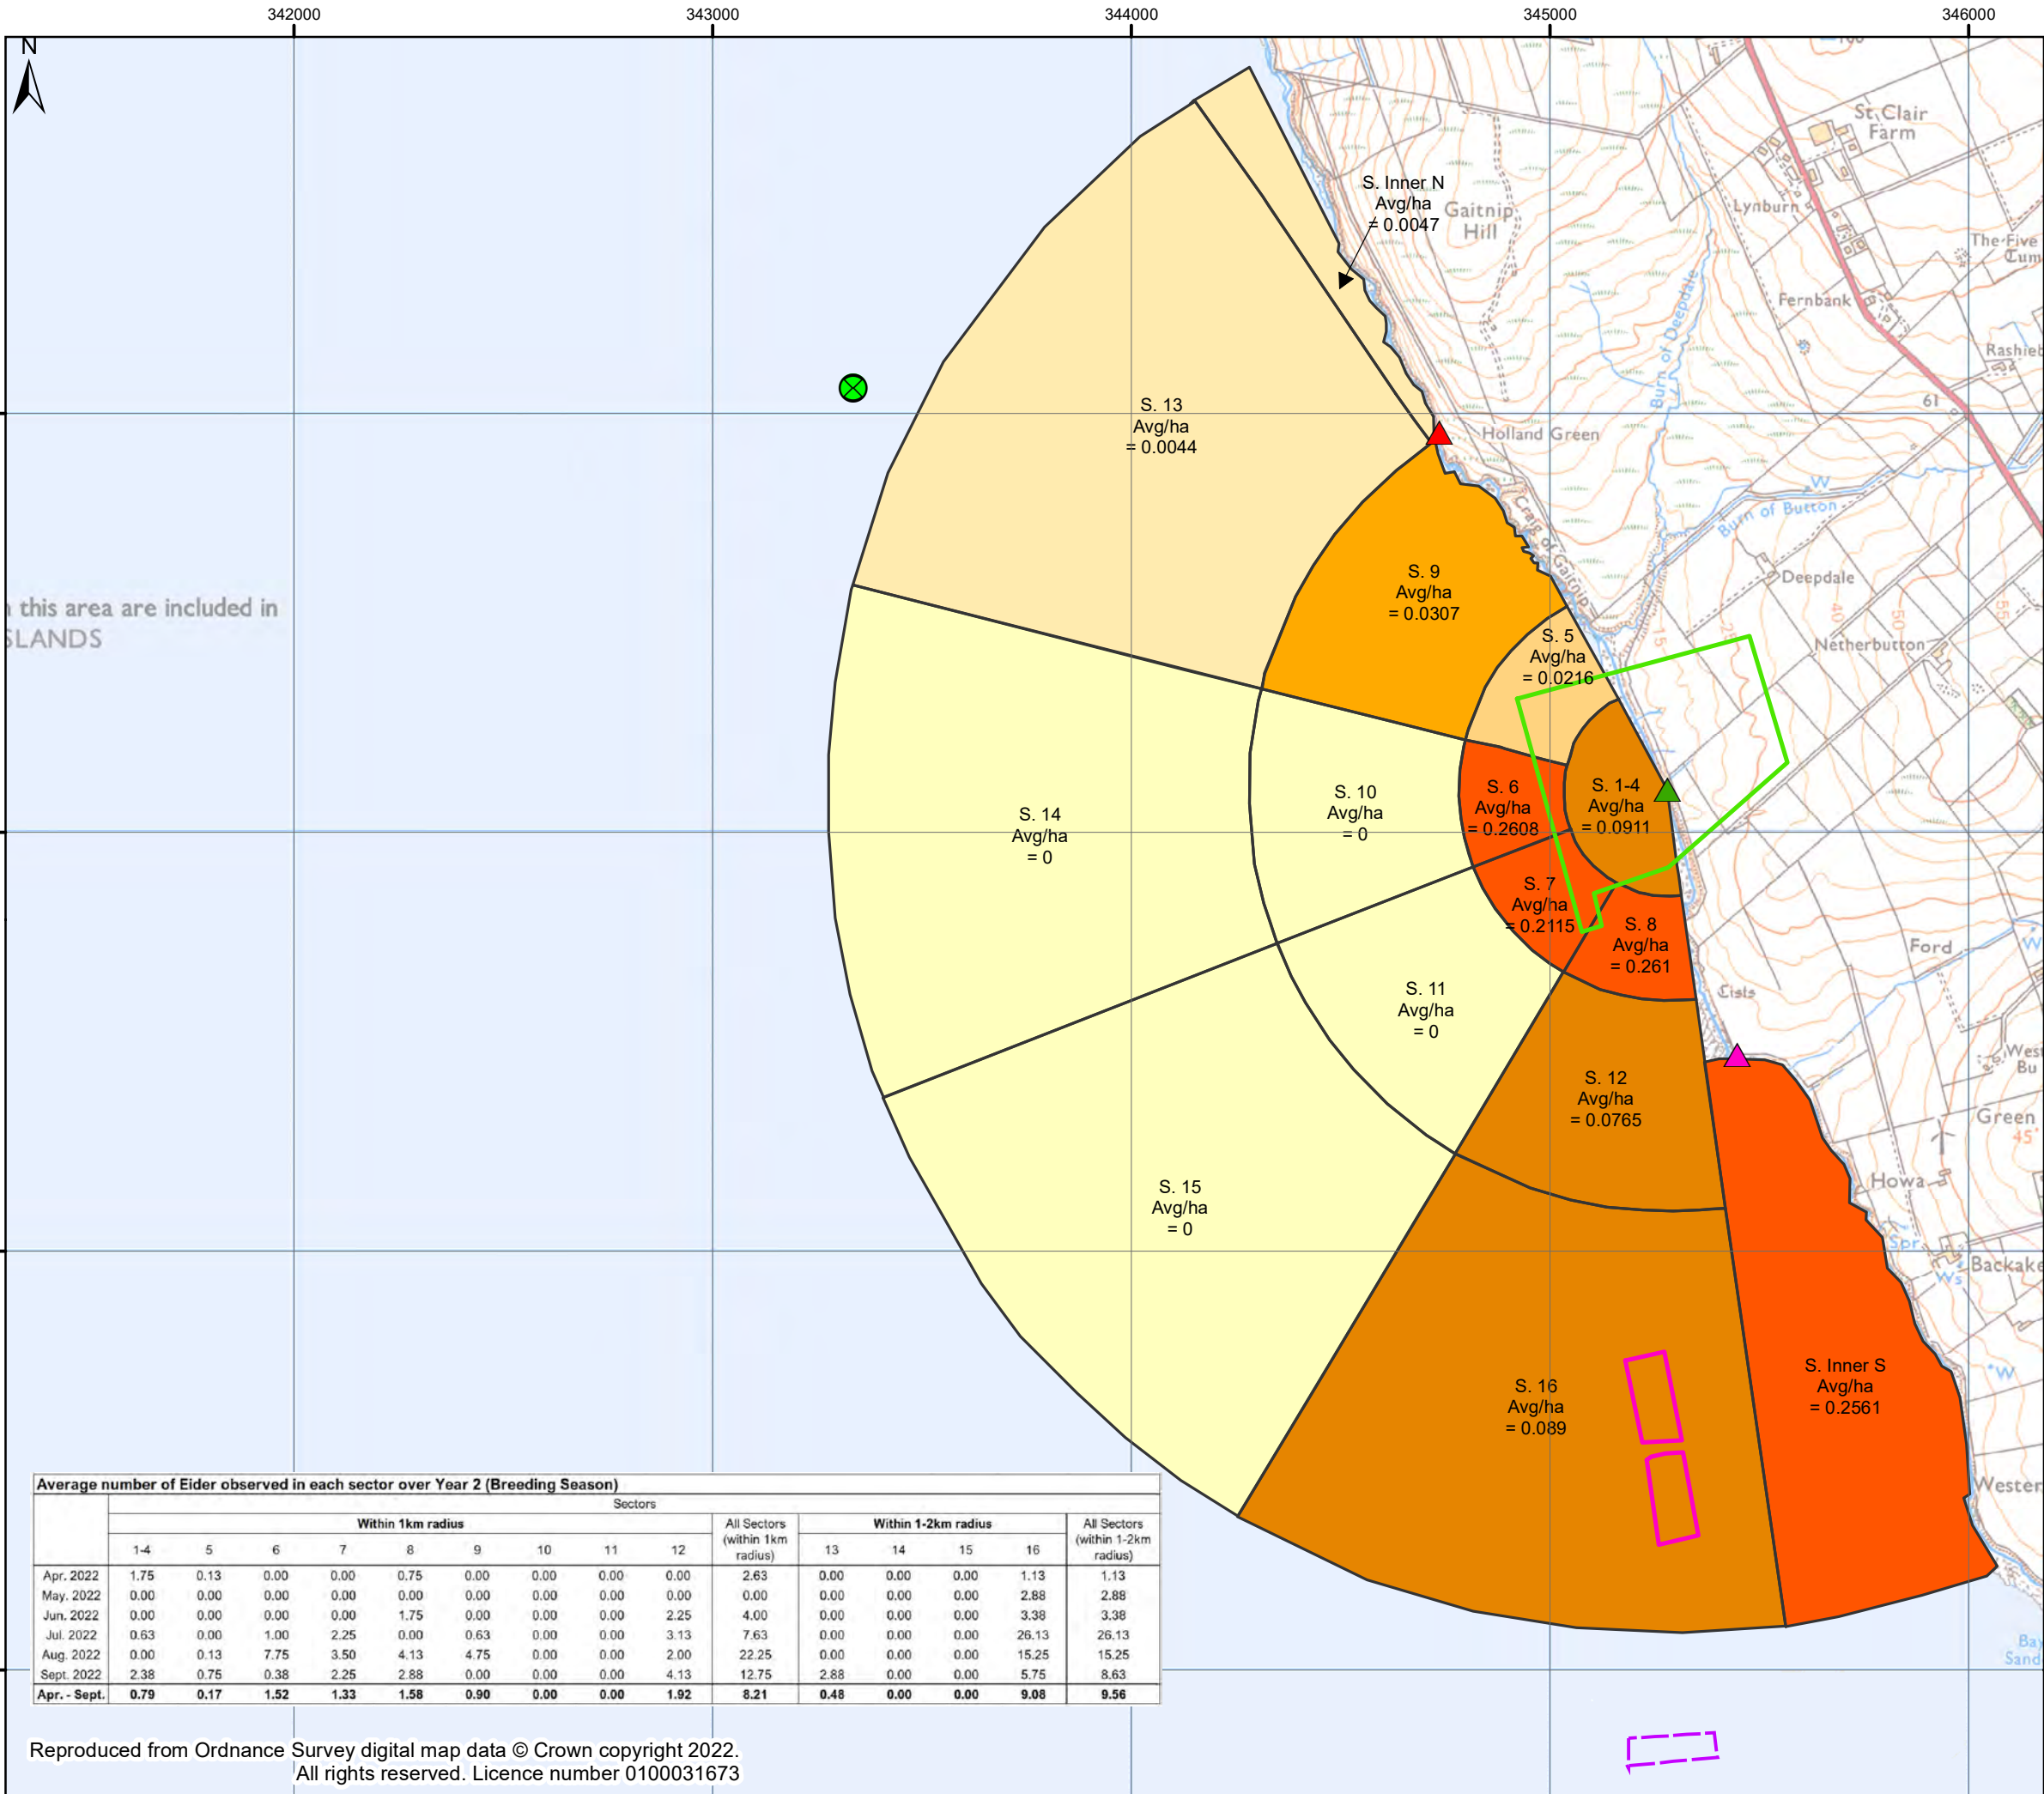 342000 343000 344000 345000 346000
N
St Clair
Farm
S. Inner N
Avg/ha
= 0.0047
Gaitnip
Hill
Lynburn
The Five
Fernbank
Burn of Deepdale
61
S. 13
Avg/ha
= 0.0044
Holland Green
W
Burn of Button
Craig of Gaitnip
S. 9
Avg/ha
= 0.0307
Deepdale
40
50
55
15
n this area are included in
SLANDS
S. 5
Avg/ha
= 0.0216
Netherbutton
S. 6
Avg/ha
= 0.2608
S. 1-4
Avg/ha
= 0.0911
S. 10
Avg/ha
= 0
S. 14
Avg/ha
= 0
S. 7
Avg/ha
= 0.2115
S. 8
Avg/ha
= 0.261
Ford
W
Cists
S. 11
Avg/ha
= 0
West
Bu
S. 12
Avg/ha
= 0.0765
Green
45
Howa
S. 15
Avg/ha
= 0
Spr
Ws
Backake
S. Inner S
Avg/ha
= 0.2561
W
S. 16
Avg/ha
= 0.089
Wester
Bay
Sand
Average number of Eider observed in each sector over Year 2 (Breeding Season)
Sectors
Within 1km radius All Sectors (within 1km radius) Within 1-2km radius All Sectors (within 1-2km radius)
1-4 5 6 7 8 9 10 11 12 13 14 15 16
Apr. 2022 1.75 0.13 0.00 0.00 0.75 0.00 0.00 0.00 0.00 2.63 0.00 0.00 0.00 1.13 1.13
May. 2022 0.00 0.00 0.00 0.00 0.00 0.00 0.00 0.00 0.00 0.00 0.00 0.00 0.00 2.88 2.88
Jun. 2022 0.00 0.00 0.00 0.00 1.75 0.00 0.00 0.00 2.25 4.00 0.00 0.00 0.00 3.38 3.38
Jul. 2022 0.63 0.00 1.00 2.25 0.00 0.63 0.00 0.00 3.13 7.63 0.00 0.00 0.00 26.13 26.13
Aug. 2022 0.00 0.13 7.75 3.50 4.13 4.75 0.00 0.00 2.00 22.25 0.00 0.00 0.00 15.25 15.25
Sept. 2022 2.38 0.75 0.38 2.25 2.88 0.00 0.00 0.00 4.13 12.75 2.88 0.00 0.00 5.75 8.63
Apr. - Sept. 0.79 0.17 1.52 1.33 1.58 0.90 0.00 0.00 1.92 8.21 0.48 0.00 0.00 9.08 9.56
Reproduced from Ordnance Survey digital map data © Crown copyright 2022.
All rights reserved. Licence number 0100031673